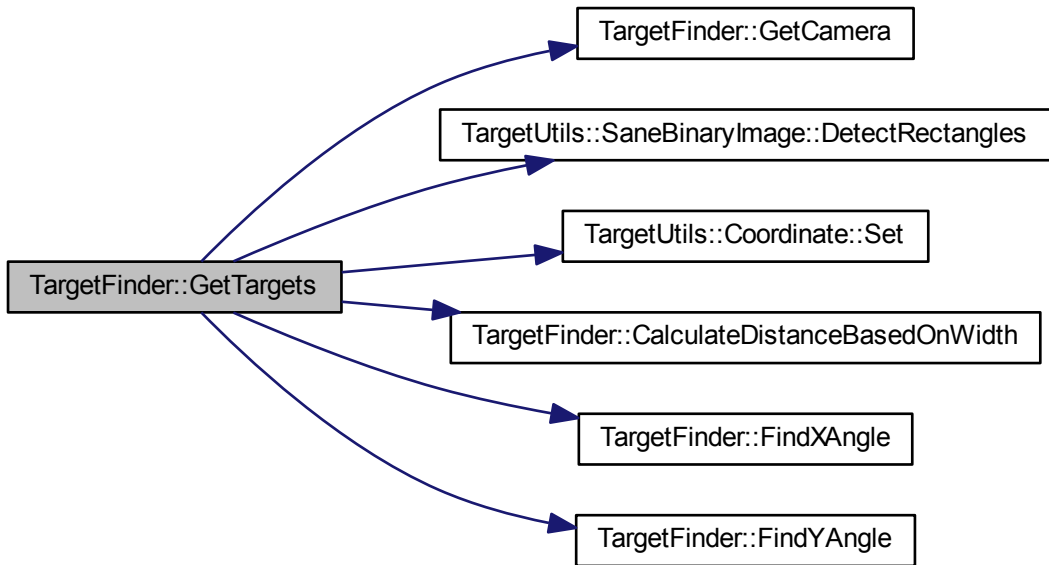 TargetFinder::GetCamera
TargetUtils::SaneBinaryImage::DetectRectangles
TargetUtils::Coordinate::Set
TargetFinder::GetTargets
TargetFinder::CalculateDistanceBasedOnWidth
TargetFinder::FindXAngle
TargetFinder::FindYAngle